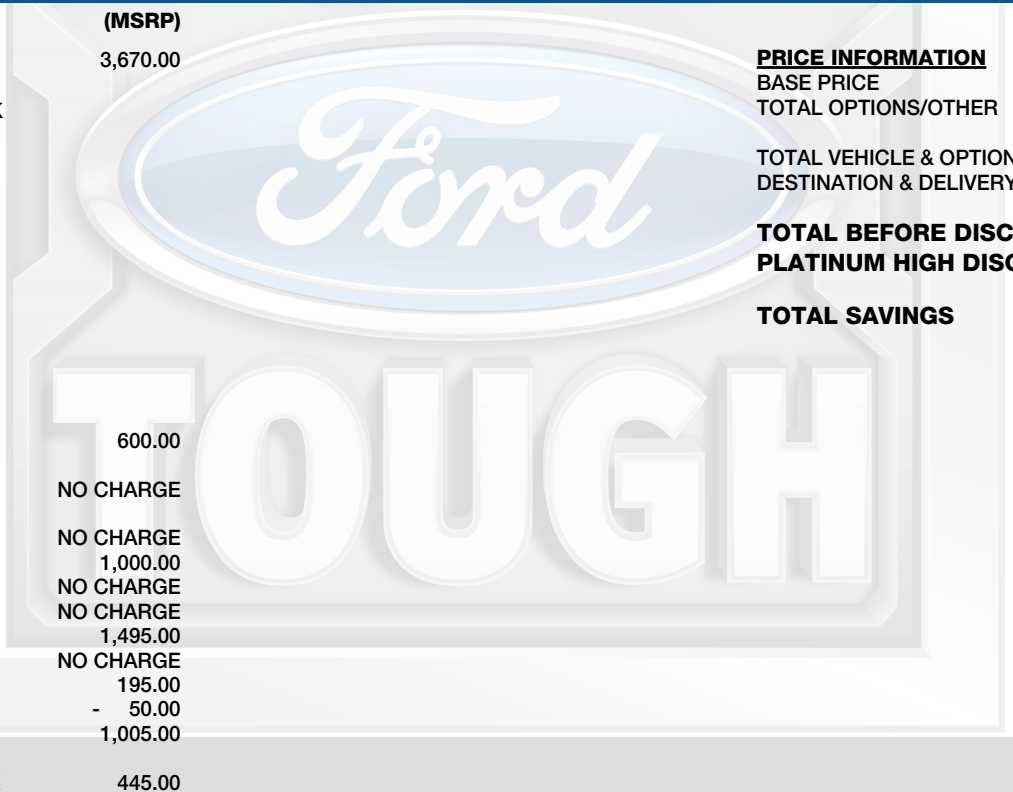 (MSRP)
3,670.00
600.00
NO CHARGE
NO CHARGE
1,000.00
NO CHARGE
NO CHARGE
1,495.00
NO CHARGE
195.00
- 50.00
1,005.00
445.00
PRICE INFORMATION
BASE PRICE
TOTAL OPTIONS/OTHER
TOTAL VEHICLE & OPTION
DESTINATION & DELIVERY
TOTAL BEFORE DISC
PLATINUM HIGH DISC
TOTAL SAVINGS
Ford
TOUGH